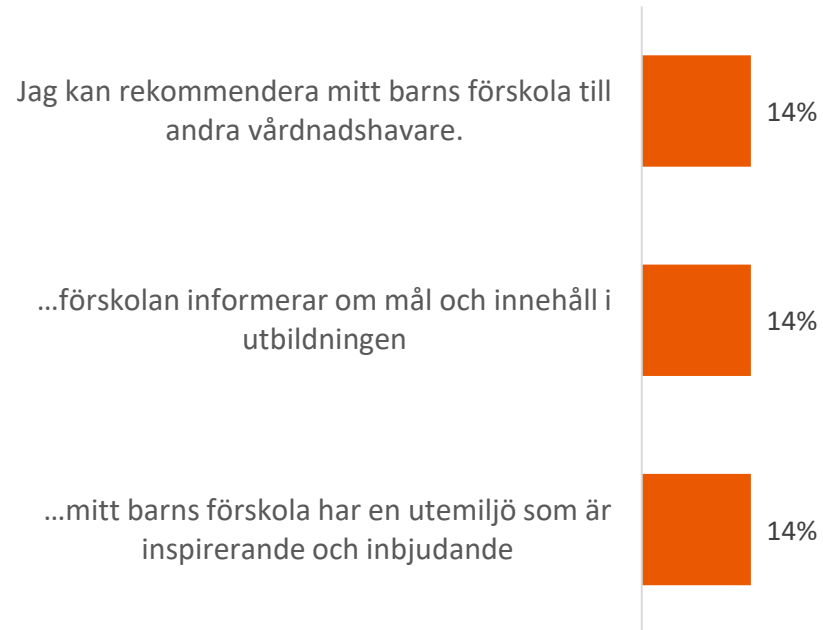 Jag kan rekommendera mitt barns förskola till
andra vårdnadshavare.
14%
...förskolan informerar om mål och innehåll i
utbildningen
14%
...mitt barns förskola har en utemiljö som är
inspirerande och inbjudande
14%